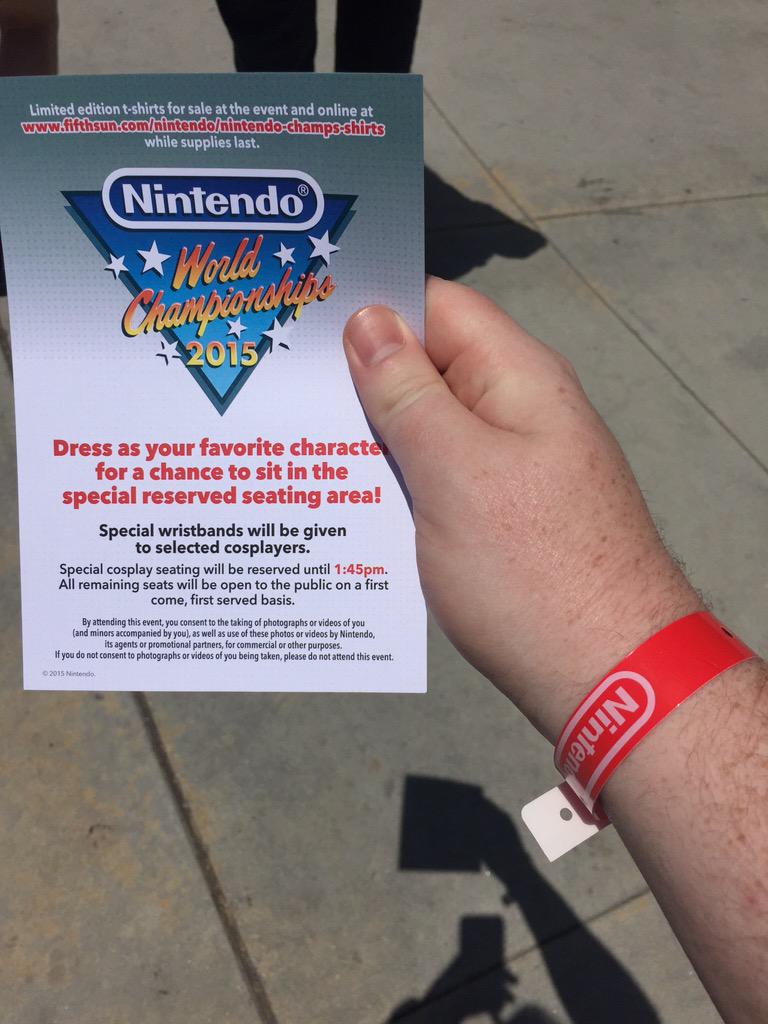 Limited edition t-shirts for sale at the event and online at
www.fifthsun.com/nintendo/nintendo-champs-shirts
while supplies last.
Nintendo®
World
Championships
2015
Dress as your favorite characte
for a chance to sit in the
special reserved seating area!
Special wristbands will be given
to selected cosplayers.
Special cosplay seating will be reserved until 1:45pm.
All remaining seats will be open to the public on a first
come, first served basis.
By attending this event, you consent to the taking of photographs or videos of you
(and minors accompanied by you), as well as use of these photos or videos by Nintendo,
its agents or promotional partners, for commercial or other purposes.
If you do not consent to photographs or videos of you being taken, please do not attend this event.
© 2015 Nintendo.
Ninten